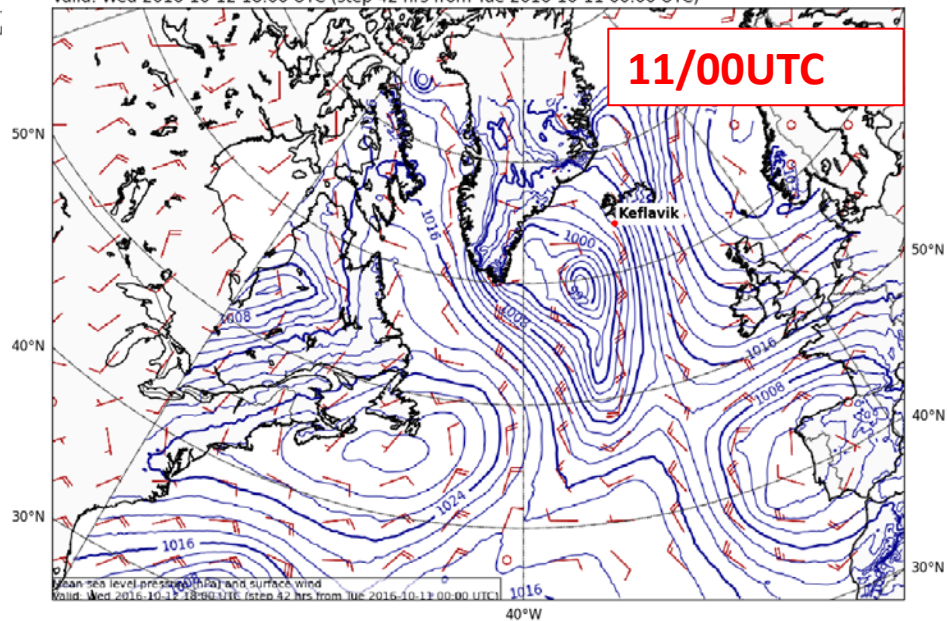 Valid: Wed 2016-10-12 18:00 UTC (step 42 hrs from Tue 2016-10-11 00:00 UTC)
11/00UTC
50°N
1016
Keflavik
1000
50°N
1008
1008
40°N
1016
1008
40°N
1024
30°N
1016
30°N
Mean sea level pressure (hPa) and surface wind
Valid: Wed 2016-10-12 18:00 UTC (step 42 hrs from Tue 2016-10-11 00:00 UTC)
1016
40°W